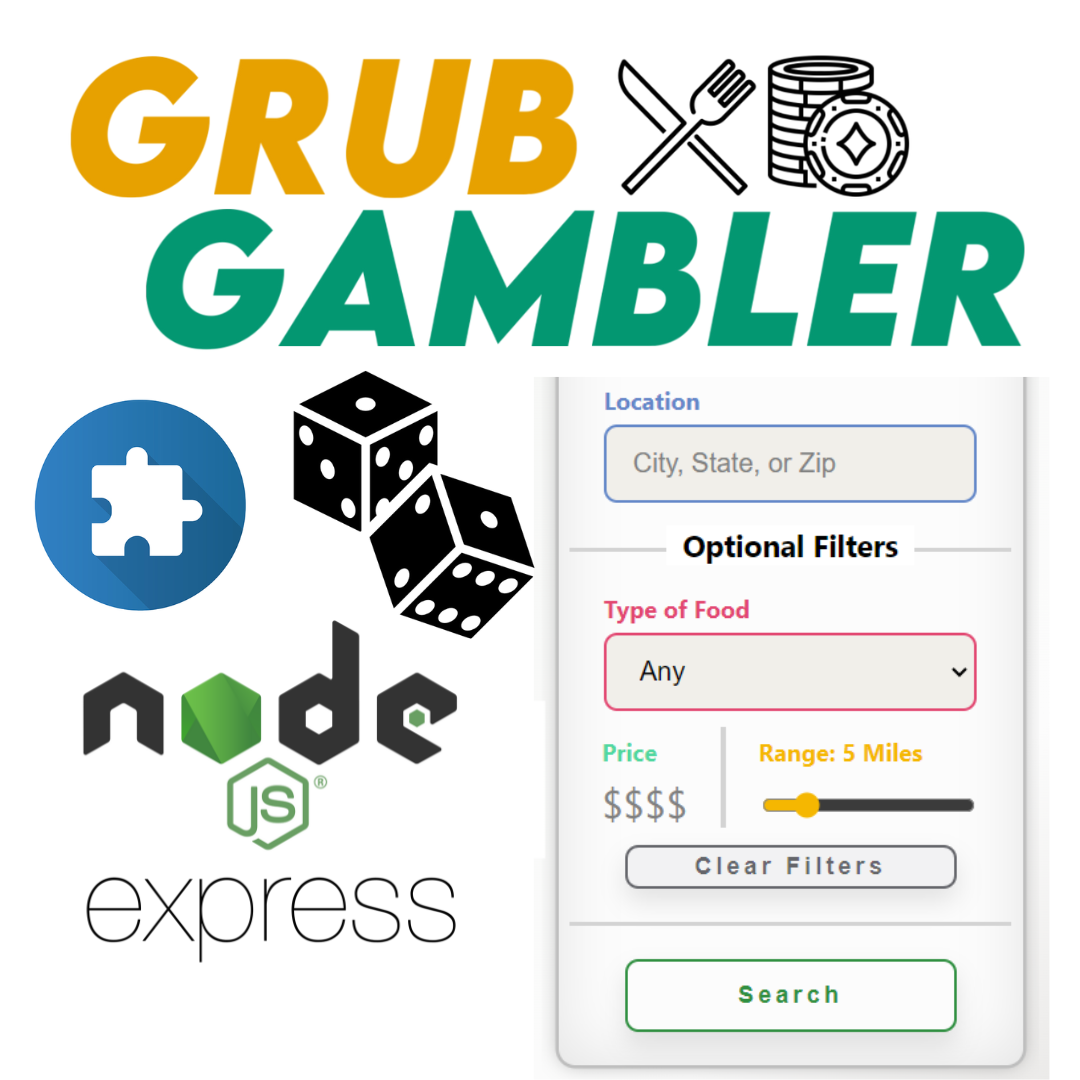 GRUB
GAMBLER
Location
City, State, or Zip
Optional Filters
Type of Food
Any
Price
Range: 5 Miles
$$$$
Clear Filters
Search
node
JS®
express